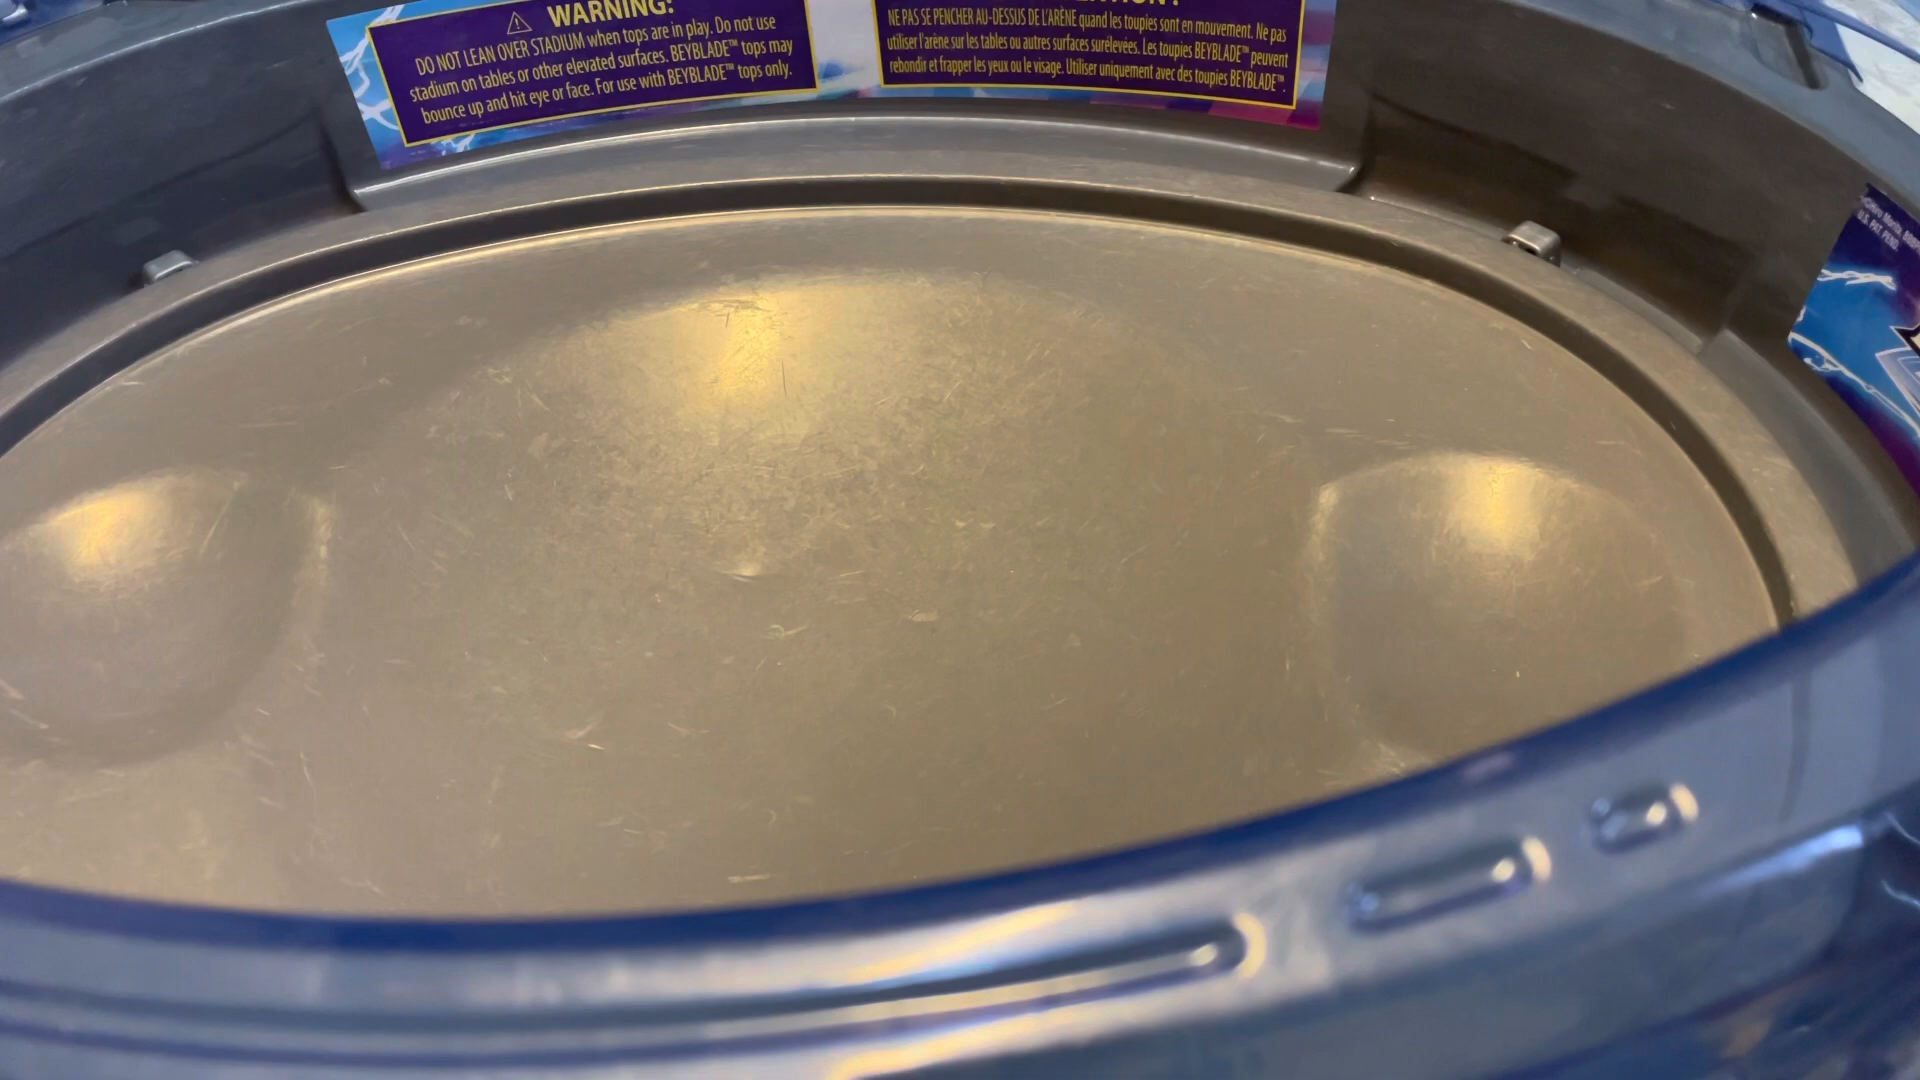 WARNING:
DO NOT LEAN OVER STADIUM when tops are in play. Do not use
stadium on tables or other elevated surfaces. BEYBLADE™ tops may
bounce up and hit eye or face. For use with BEYBLADE™ tops only.
NE PAS SE PENCHER AU-DESSUS DE L'ARÈNE quand les toupies sont en mouvement. Ne pas
utiliser l'arène sur les tables ou autres surfaces surélevées. Les toupies BEYBLADE™ peuvent
rebondir et frapper les yeux ou le visage. Utiliser uniquement avec des toupies BEYBLADE™.
U.S. PAT. PEND.